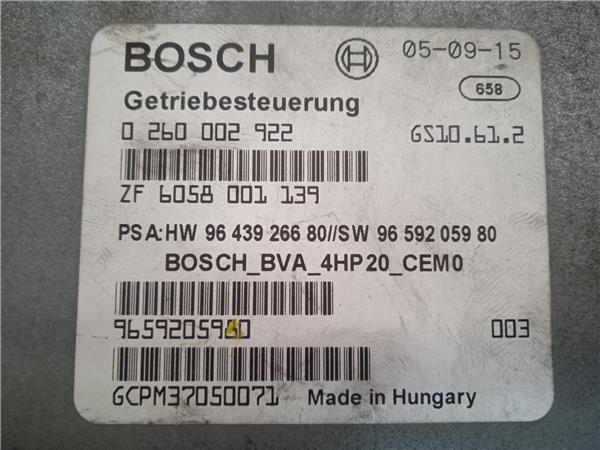 BOSCH 05-09-15
658
Getriebesteuerung
0 260 002 922 GS10.61.2
ZF 6058 001 139
PSA:HW 96 439 266 80//SW 96 592 059 80
BOSCH_BVA_4HP20_CEM0
9659205980 003
GCPM37050071 Made in Hungary